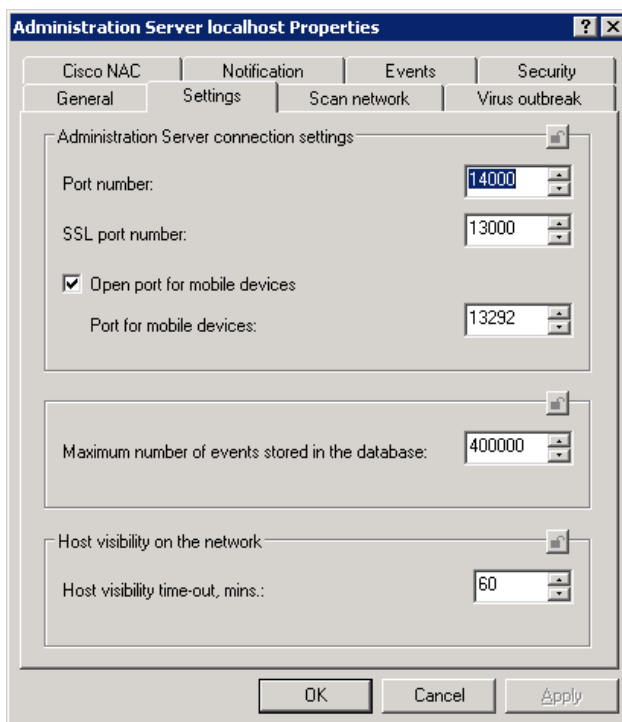 Administration Server localhost Properties
Cisco NAC Notification Events Security
General Settings Scan network Virus outbreak
Administration Server connection settings
Port number: 14000
SSL port number: 13000
Open port for mobile devices
Port for mobile devices: 13292
Maximum number of events stored in the database: 400000
Host visibility on the network
Host visibility time-out, mins.: 60
OK Cancel Apply